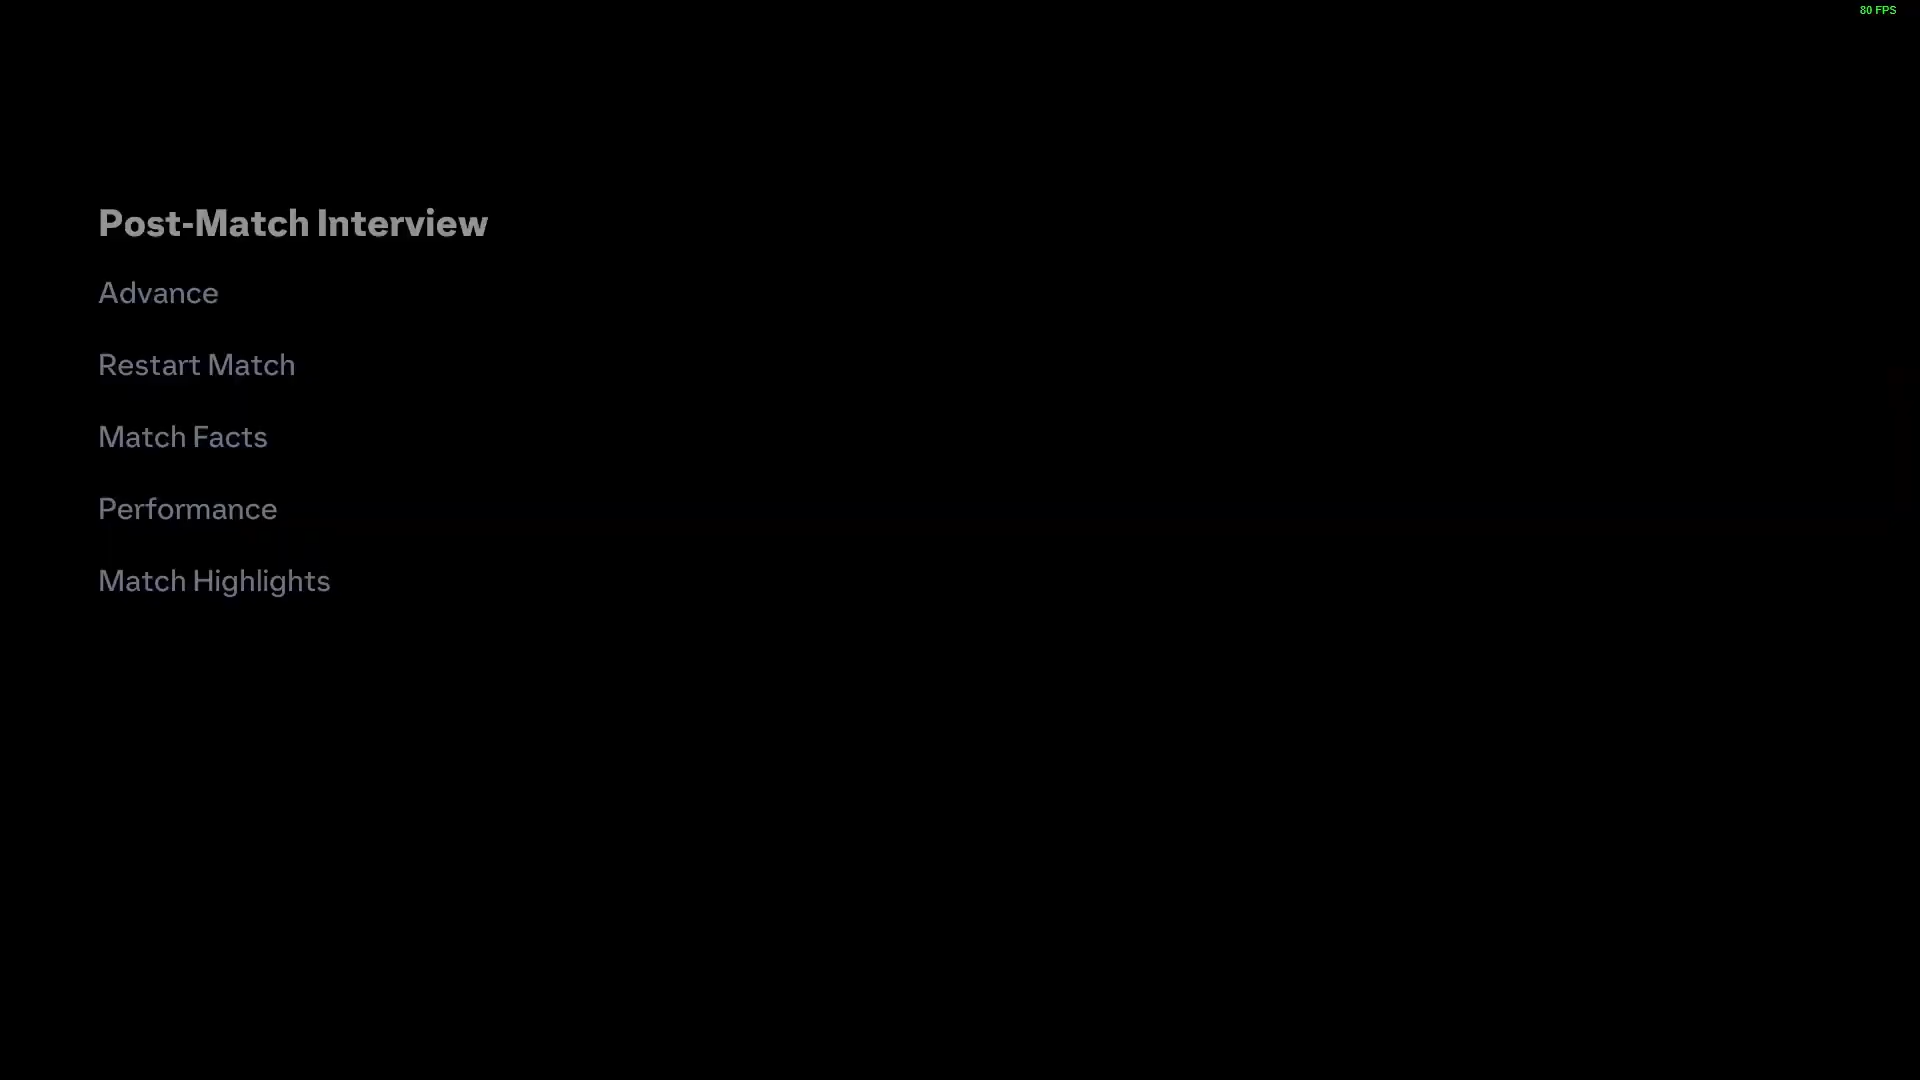 80 FPS
Post-Match Interview
Advance
Restart Match
Match Facts
Performance
Match Highlights